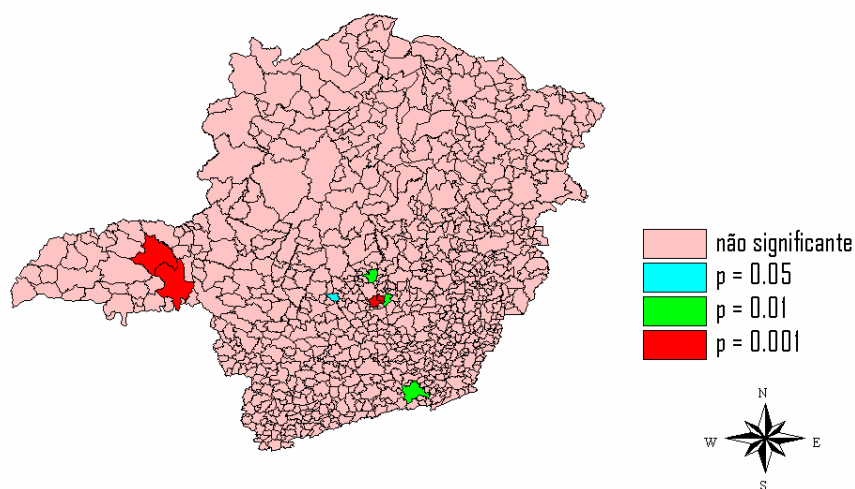 não significante
p = 0.05
p = 0.01
p = 0.001
N
W E
S